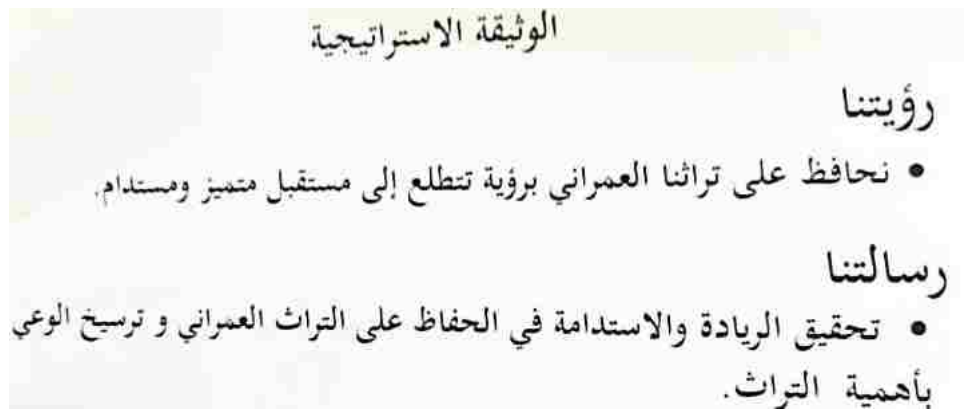 الوثيقة الاستراتيجية
رؤيتنا
• نحافظ على تراثنا العمراني برؤية تتطلع إلى مستقبل متميز ومستدام.
رسالتنا
• تحقيق الريادة والاستدامة في الحفاظ على التراث العمراني و ترسيخ الوعي
بأهمية التراث.